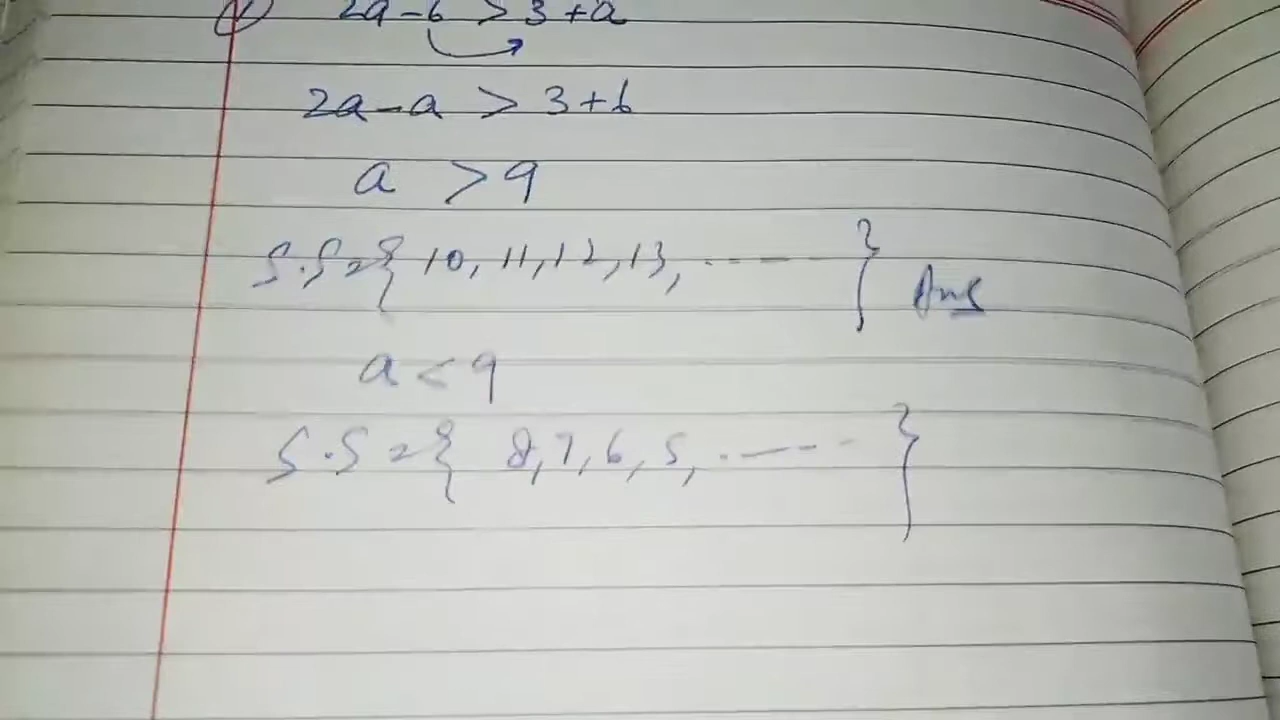 2a - 6 > 3 + a
2a - a > 3 + 6
a > 9
S.S = { 10, 11, 12, 13, ...... } Ans
a < 9
S.S = { 8, 7, 6, 5, ...... }